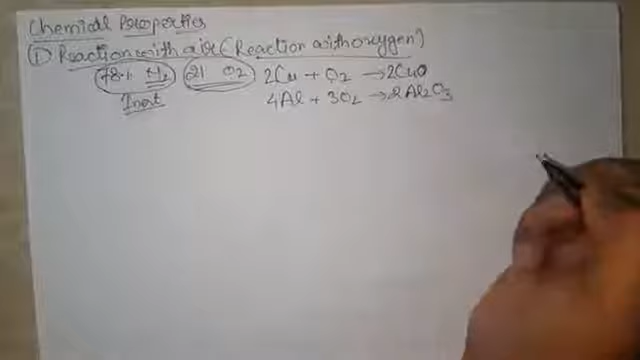 Chemical Properties
① Reaction with air (Reaction with oxygen)
78% N₂ 21 O₂ 2Cu + O₂ → 2CuO
Inert 4Al + 3O₂ → 2Al₂O₃